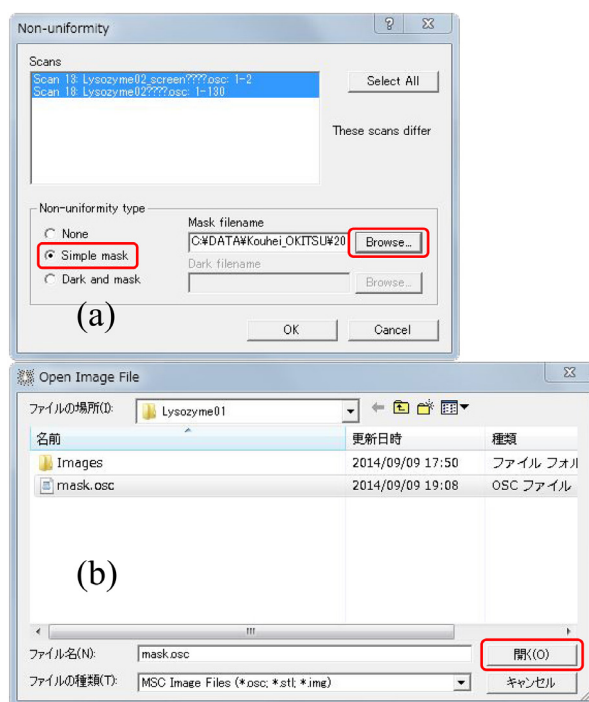 Non-uniformity
Scans
Scan 13: Lysozyme02_screen????.osc: 1-2
Scan 18: Lysozyme02????.osc: 1-130
Select All
These scans differ
Non-uniformity type
None
Simple mask
Dark and mask
Mask filename
C:¥DATA¥Kouhei_OKITSU¥20
Browse...
Dark filename
Browse...
(a)
OK
Cancel
Open Image File
ファイルの場所(I):
Lysozyme01
名前
更新日時
種類
Images
2014/09/09 17:50
ファイル フォル
mask.osc
2014/09/09 19:08
OSC ファイル
(b)
ファイル名(N):
mask.osc
開く(O)
ファイルの種類(T):
MSC Image Files (*.osc; *.stl; *.img)
キャンセル